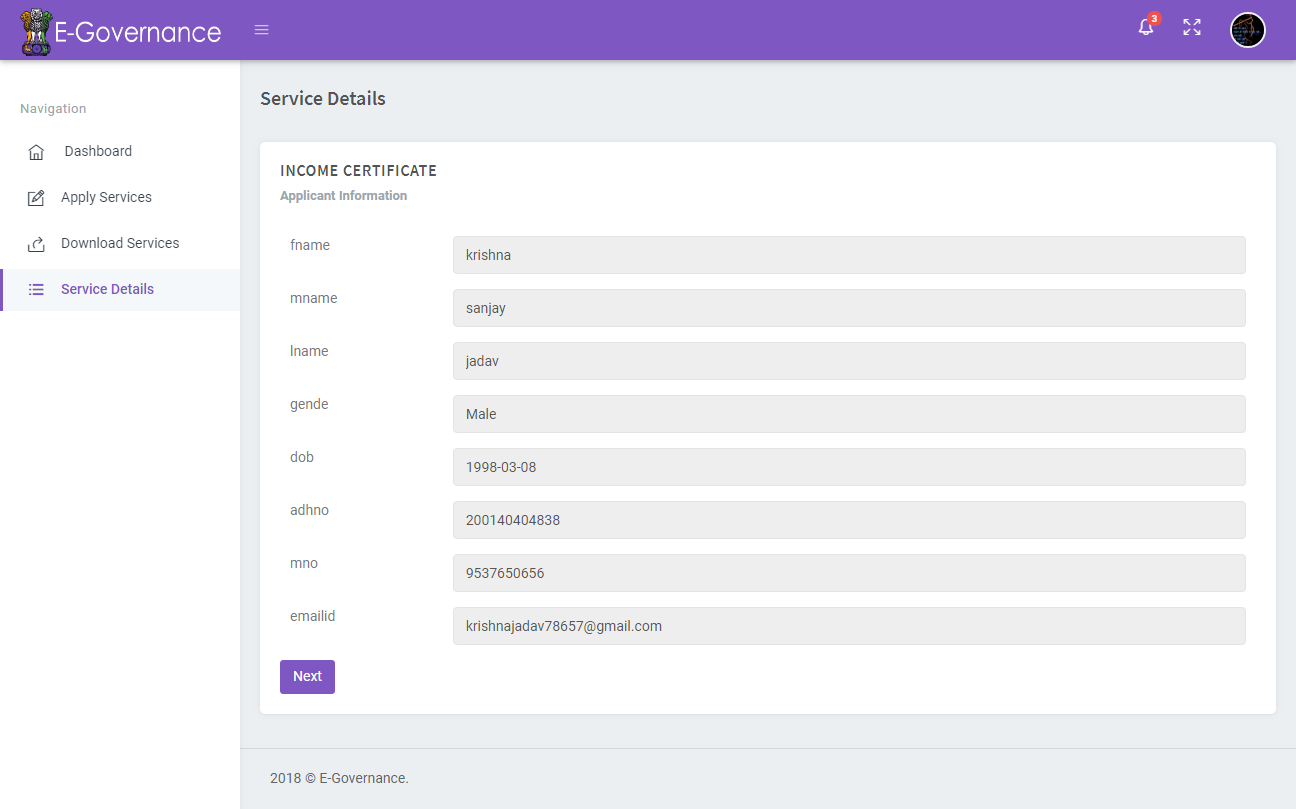 E-Governance
3
Navigation
Dashboard
Apply Services
Download Services
Service Details
Service Details
INCOME CERTIFICATE
Applicant Information
fname krishna
mname sanjay
lname jadav
gende Male
dob 1998-03-08
adhno 200140404838
mno 9537650656
emailid krishnajadav78657@gmail.com
Next
2018 © E-Governance.